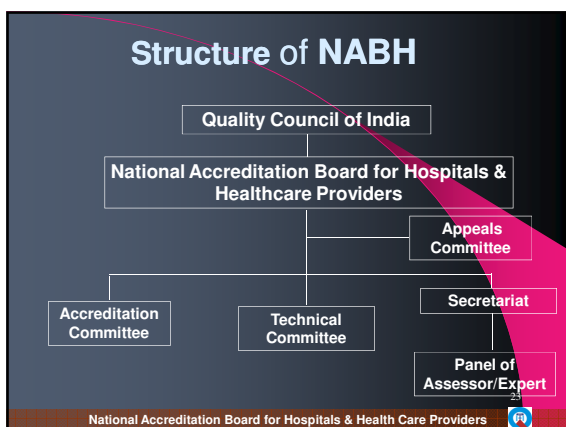 Structure of NABH
Quality Council of India
National Accreditation Board for Hospitals &
Healthcare Providers
Appeals
Committee
Accreditation
Committee
Technical
Committee
Secretariat
Panel of
Assessor/Expert
23
National Accreditation Board for Hospitals & Health Care Providers